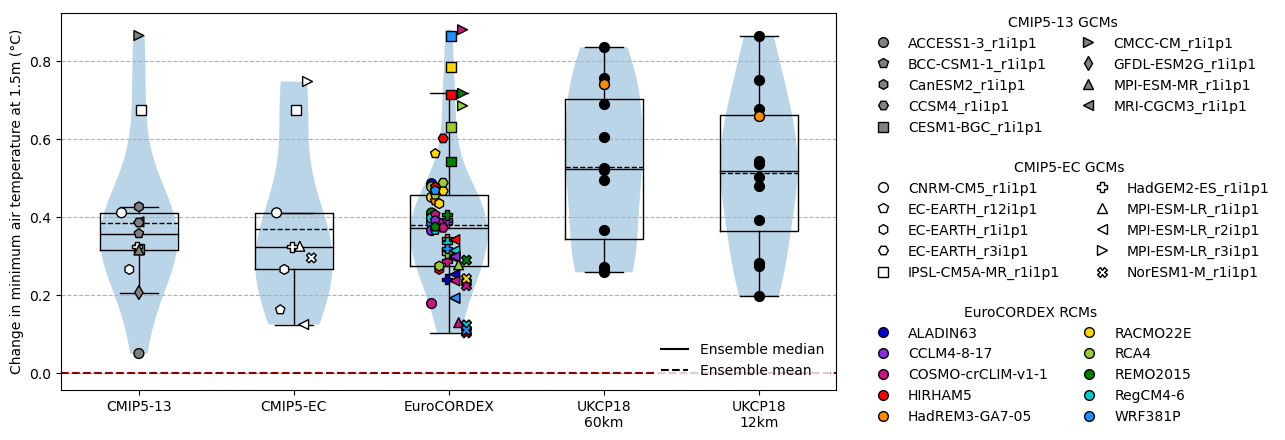 Change in minimum air temperature at 1.5m (°C)
0.8
0.6
0.4
0.2
0.0
Ensemble median
Ensemble mean
CMIP5-13
CMIP5-EC
EuroCORDEX
UKCP18
60km
UKCP18
12km
CMIP5-13 GCMs
ACCESS1-3_r1i1p1
BCC-CSM1-1_r1i1p1
CanESM2_r1i1p1
CCSM4_r1i1p1
CESM1-BGC_r1i1p1
CMCC-CM_r1i1p1
GFDL-ESM2G_r1i1p1
MPI-ESM-MR_r1i1p1
MRI-CGCM3_r1i1p1
CMIP5-EC GCMs
CNRM-CM5_r1i1p1
EC-EARTH_r12i1p1
EC-EARTH_r1i1p1
EC-EARTH_r3i1p1
IPSL-CM5A-MR_r1i1p1
HadGEM2-ES_r1i1p1
MPI-ESM-LR_r1i1p1
MPI-ESM-LR_r2i1p1
MPI-ESM-LR_r3i1p1
NorESM1-M_r1i1p1
EuroCORDEX RCMs
ALADIN63
CCLM4-8-17
COSMO-crCLIM-v1-1
HIRHAM5
HadREM3-GA7-05
RACMO22E
RCA4
REMO2015
RegCM4-6
WRF381P